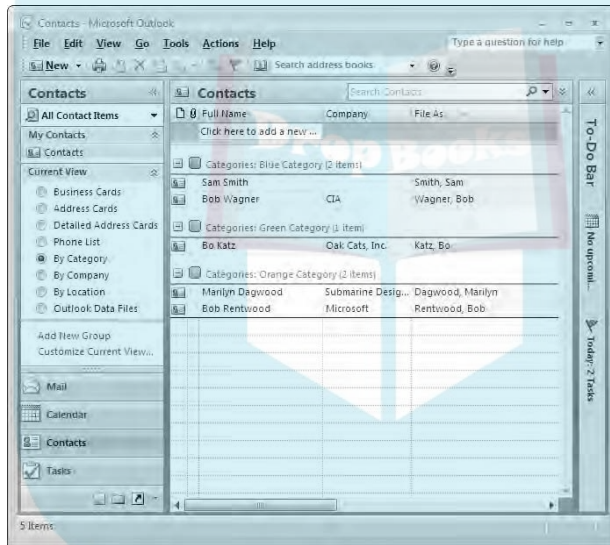 Contacts - Microsoft Outlook
File Edit View Go Tools Actions Help
Type a question for help
New
Search address books
Contacts
All Contact Items
My Contacts
Contacts
Current View
Business Cards
Address Cards
Detailed Address Cards
Phone List
By Category
By Company
By Location
Outlook Data Files
Add New Group
Customize Current View...
Mail
Calendar
Contacts
Tasks
Contacts
Search Contacts
Full Name Company File As
Click here to add a new ...
Drop Books
Categories: Blue Category (2 items)
Sam Smith Smith, Sam
Bob Wagner CIA Wagner, Bob
Categories: Green Category (1 item)
Bo Katz Oak Cats, Inc. Katz, Bo
Categories: Orange Category (2 items)
Marilyn Dagwood Submarine Desig... Dagwood, Marilyn
Bob Rentwood Microsoft Rentwood, Bob
To-Do Bar
No upcomi...
Today: 2 Tasks
5 Items